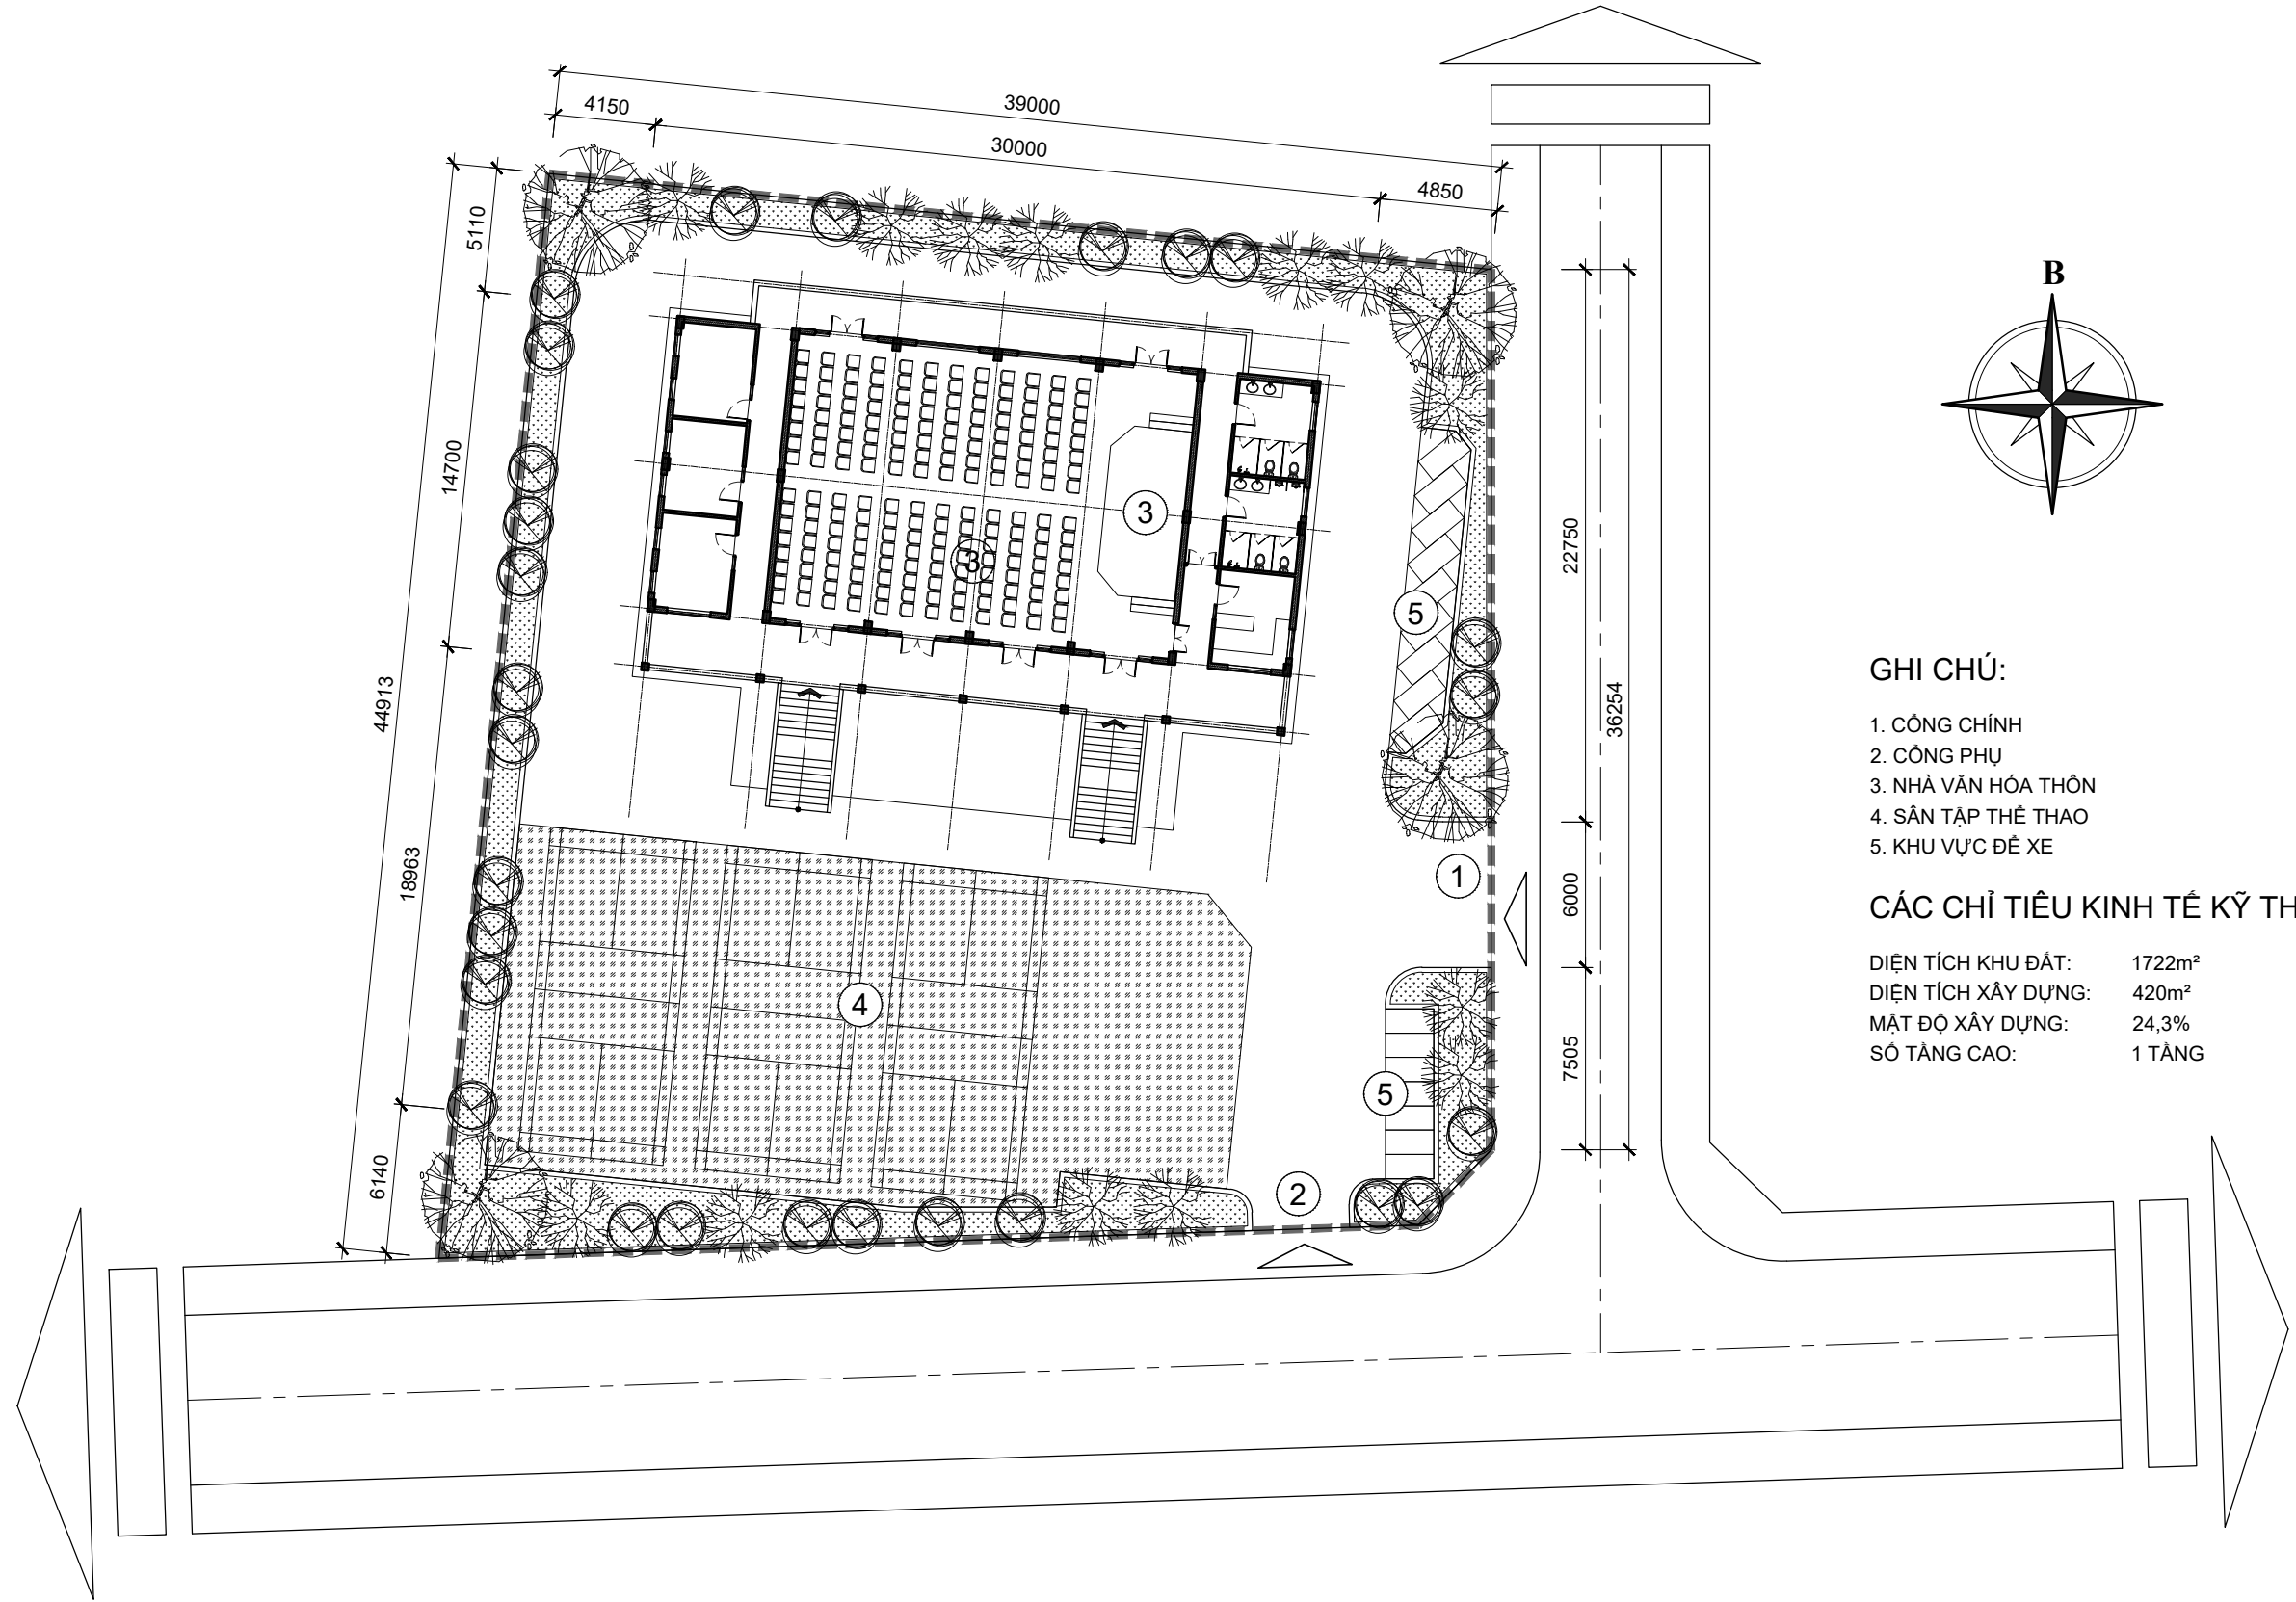 39000
4150
30000
4850
5110
14700
44913
18963
6140
22750
36254
6000
7505
3
3
5
1
4
5
2
B
GHI CHÚ:
1. CỔNG CHÍNH
2. CỔNG PHỤ
3. NHÀ VĂN HÓA THÔN
4. SÂN TẬP THỂ THAO
5. KHU VỰC ĐỂ XE
CÁC CHỈ TIÊU KINH TẾ KỸ TH
DIỆN TÍCH KHU ĐẤT: 1722m²
DIỆN TÍCH XÂY DỰNG: 420m²
MẬT ĐỘ XÂY DỰNG: 24,3%
SỐ TẦNG CAO: 1 TẦNG